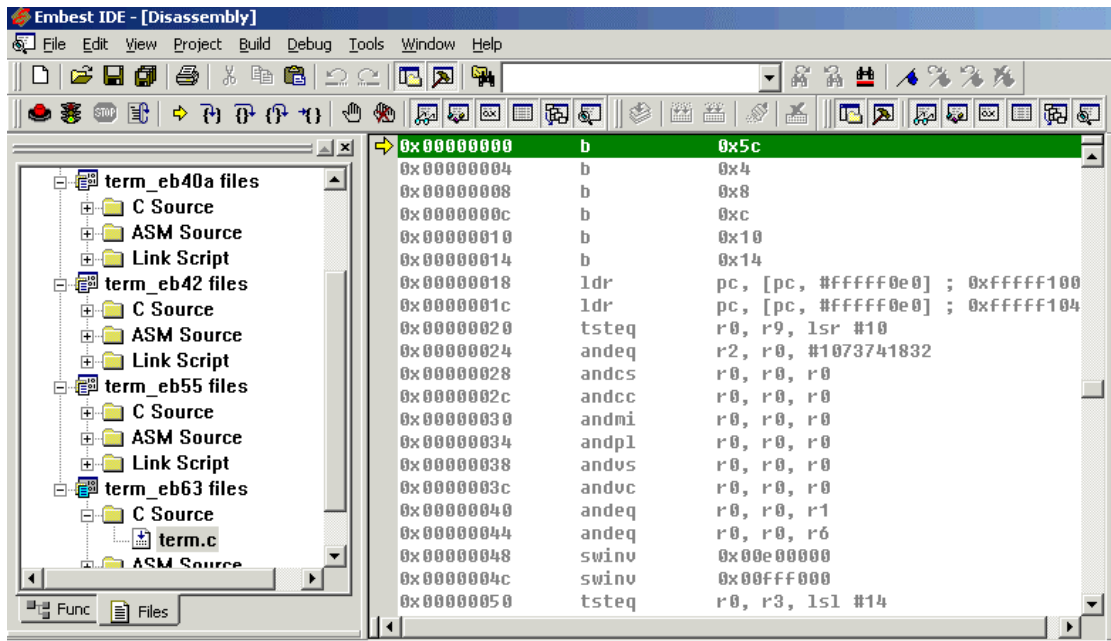 Embest IDE - [Disassembly]
File Edit View Project Build Debug Tools Window Help
STOP
term_eb40a files
C Source
ASM Source
Link Script
term_eb42 files
C Source
ASM Source
Link Script
term_eb55 files
C Source
ASM Source
Link Script
term_eb63 files
C Source
term.c
ASM Source
Func Files
0x00000000 b 0x5c
0x00000004 b 0x4
0x00000008 b 0x8
0x0000000c b 0xc
0x00000010 b 0x10
0x00000014 b 0x14
0x00000018 ldr pc, [pc, #fffff0e0] ; 0xfffff100
0x0000001c ldr pc, [pc, #fffff0e0] ; 0xfffff104
0x00000020 tsteq r0, r9, lsr #10
0x00000024 andeq r2, r0, #1073741832
0x00000028 andcs r0, r0, r0
0x0000002c andcc r0, r0, r0
0x00000030 andmi r0, r0, r0
0x00000034 andpl r0, r0, r0
0x00000038 andvs r0, r0, r0
0x0000003c andvc r0, r0, r0
0x00000040 andeq r0, r0, r1
0x00000044 andeq r0, r0, r6
0x00000048 swinv 0x00e00000
0x0000004c swinv 0x00fff000
0x00000050 tsteq r0, r3, lsl #14